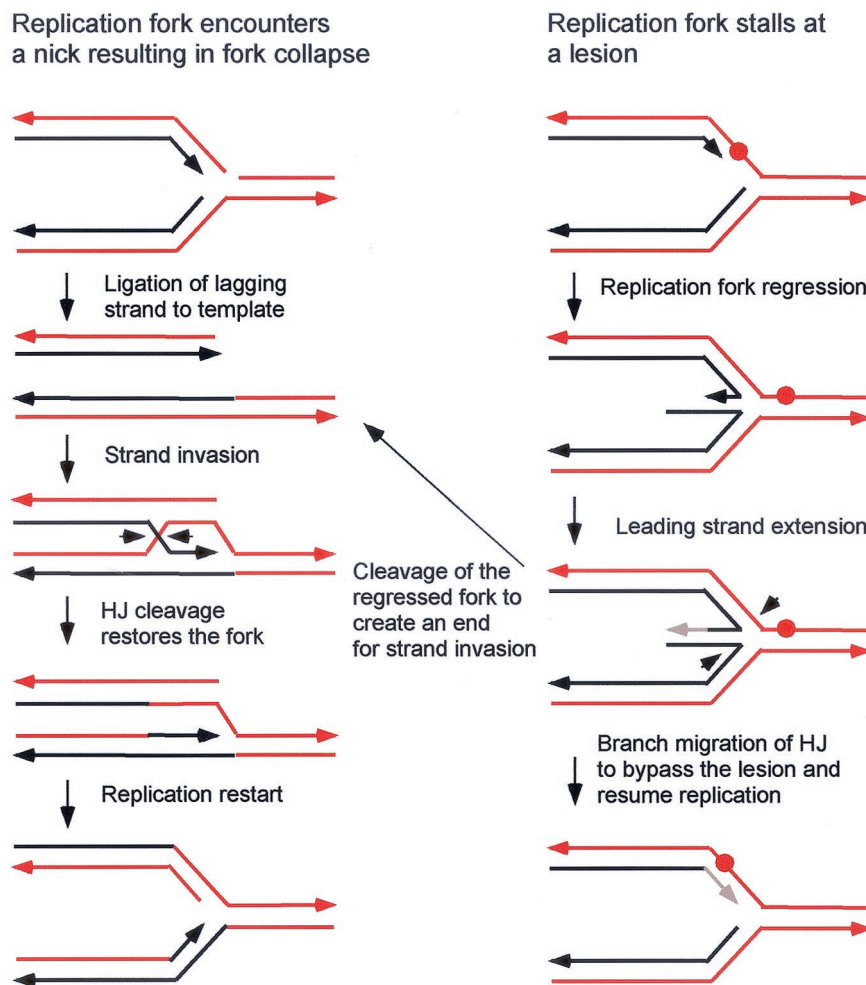 Replication fork encounters
a nick resulting in fork collapse
Ligation of lagging
strand to template
Strand invasion
HJ cleavage
restores the fork
Replication restart
Cleavage of the
regressed fork to
create an end
for strand invasion
Replication fork stalls at
a lesion
Replication fork regression
Leading strand extension
Branch migration of HJ
to bypass the lesion and
resume replication